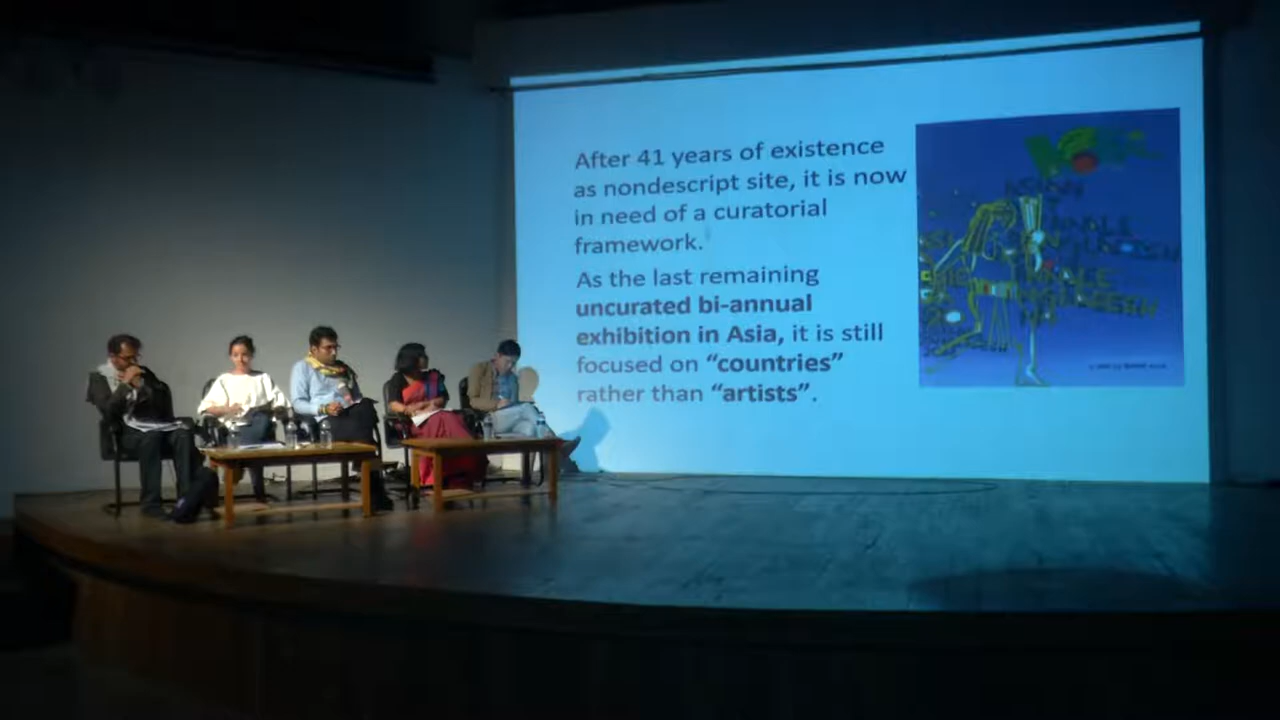 After 41 years of existence
as nondescript site, it is now
in need of a curatorial
framework.
As the last remaining
uncurated bi-annual
exhibition in Asia, it is still
focused on “countries”
rather than “artists”.